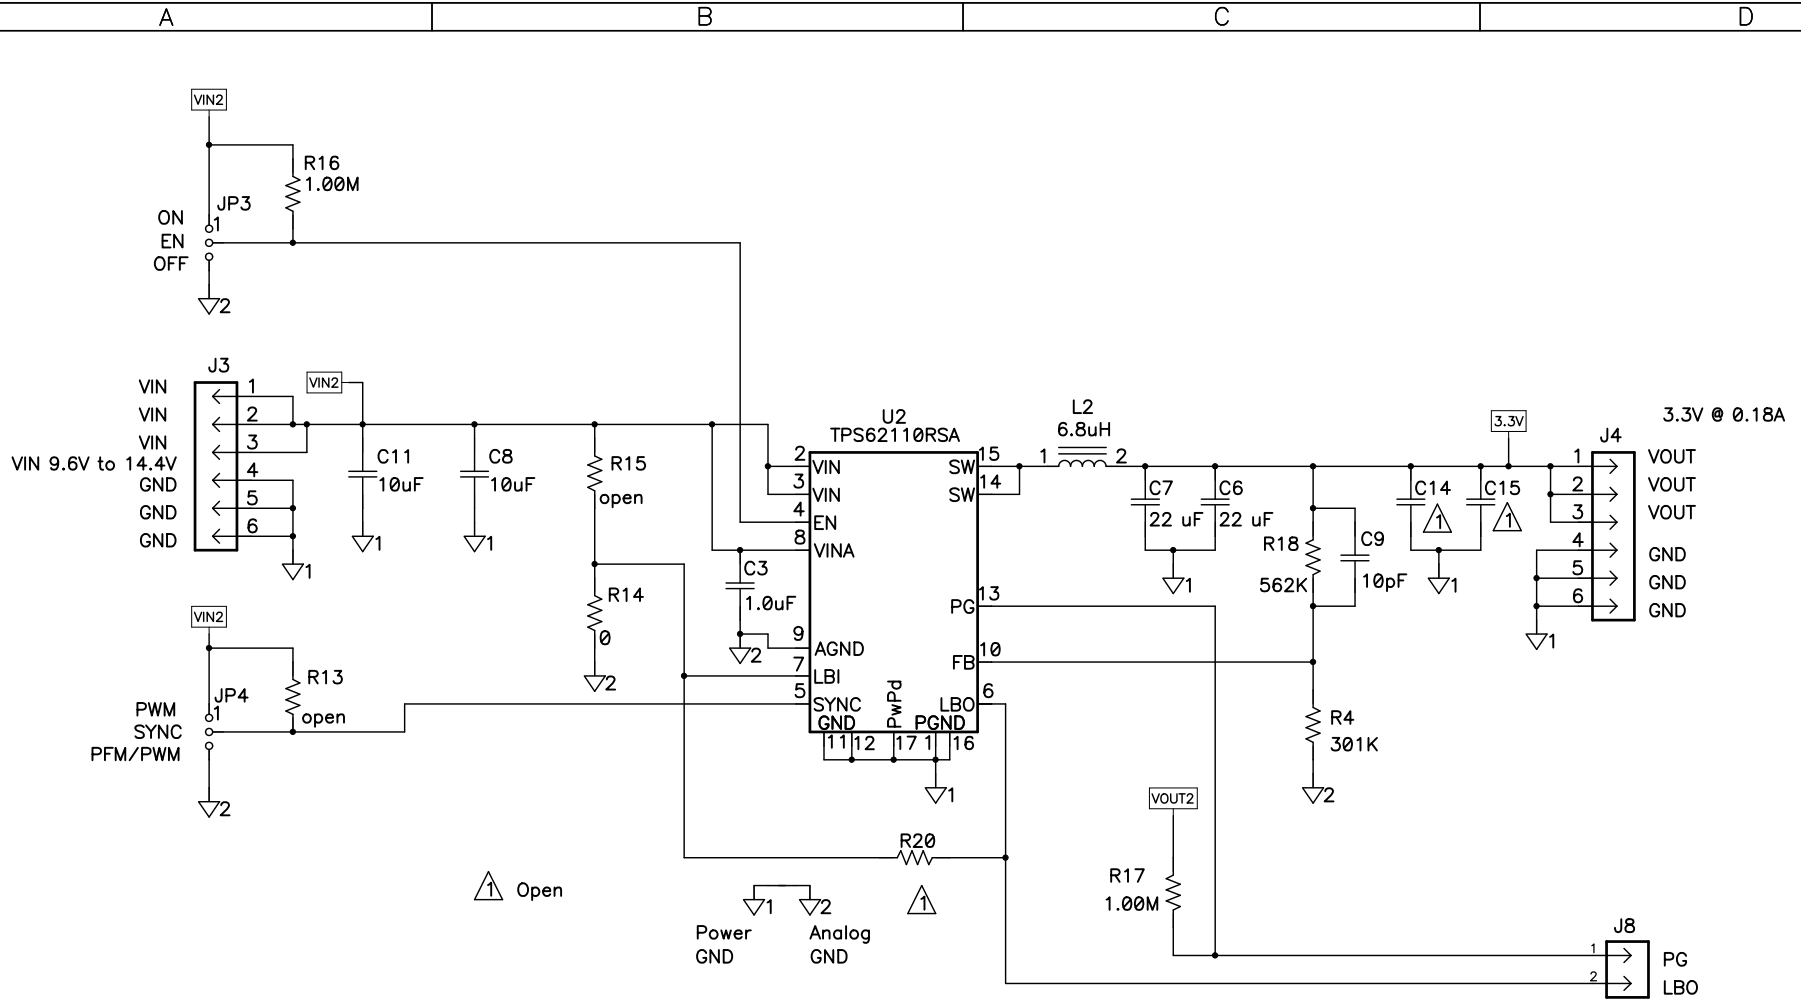 A B C D
VIN2
R16
1.00M
JP3
ON 1
EN
OFF
2
J3
VIN 1
VIN 2
VIN 3
VIN 9.6V to 14.4V 4
GND
GND 5
GND 6
1
VIN2
C11
10uF
1
C8
10uF
1
R15
open
R14
0
2
C3
1.0uF
2
VIN2
R13
open
JP4
1
PWM
SYNC
PFM/PWM
2
U2
TPS62110RSA
2 VIN SW 15
3 VIN SW 14
4 EN
8 VINA
PG 13
9 AGND
FB 10
7 LBI
5 SYNC LBO 6
GND PwPd PGND
11 12 17 1 16
1
L2
6.8uH
1 2
C7
22 uF
C6
22 uF
1
R18
562K
C9
10pF
C14
1
C15
1
1
3.3V
3.3V @ 0.18A
J4
1 VOUT
2 VOUT
3 VOUT
4 GND
5 GND
6 GND
1
R4
301K
2
VOUT2
R17
1.00M
R20
1
1 Open
1 2
Power Analog
GND GND
J8
1 PG
2 LBO